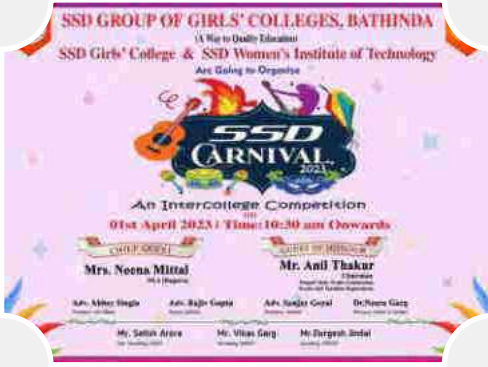 SSD GROUP OF GIRLS' COLLEGES, BATHINDA
(A Way to Quality Education)
SSD Girls' College & SSD Women's Institute of Technology
Are Going to Organise
SSD
CARNIVAL
2023
An Intercollege Competition
on
01st April 2023 | Time: 10:30 am Onwards
CHIEF GUEST GUEST OF HONOUR
Mrs. Neena Mittal Mr. Anil Thakur
Chairman
Adv. Abhey Singla Adv. Rajiv Gupta Adv. Sanjay Goyal Dr. Neeru Garg
Mr. Satish Arora Mr. Vikas Garg Mr. Durgesh Jindal